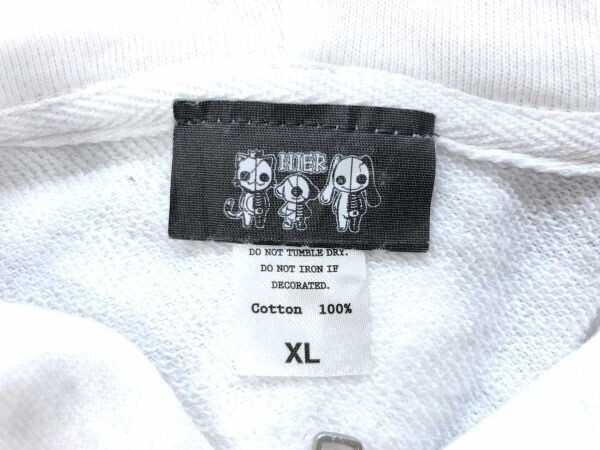 NIER
DO NOT TUMBLE DRY.
DO NOT IRON IF
DECORATED.
Cotton 100%
XL